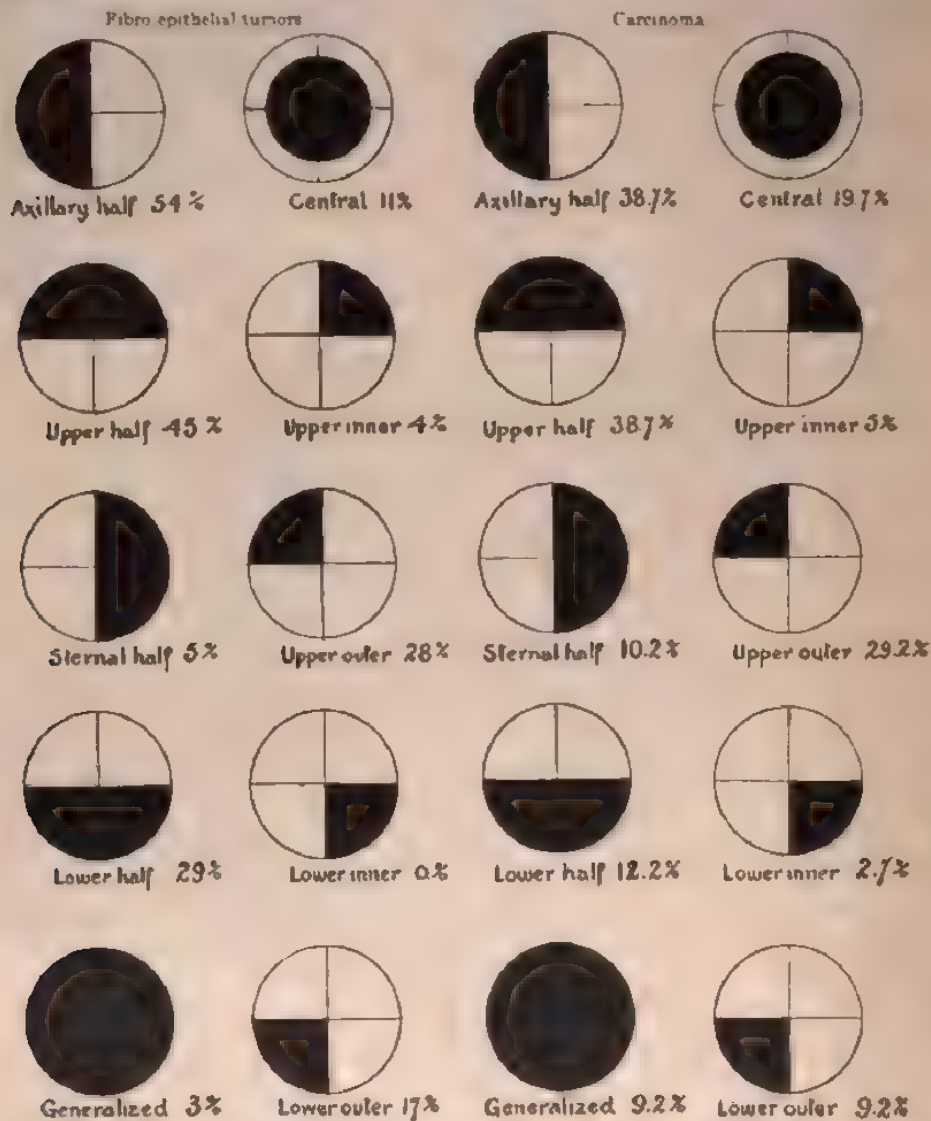 Fibro epithelial tumors Carcinoma
Axillary half 54% Central 11% Axillary half 38.7% Central 19.7%
Upper half 45% Upper inner 4% Upper half 38.7% Upper inner 5%
Sternal half 5% Upper outer 28% Sternal half 10.2% Upper outer 29.2%
Lower half 29% Lower inner 0% Lower half 12.2% Lower inner 2.7%
Generalized 3% Lower outer 17% Generalized 9.2% Lower outer 9.2%